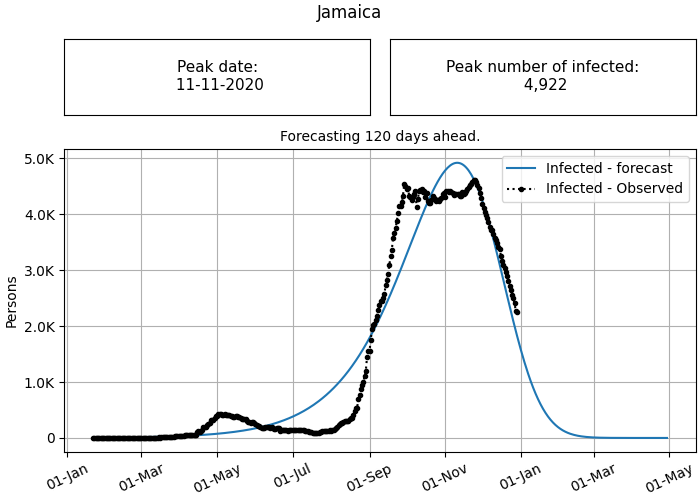 Jamaica
Peak date:
11-11-2020
Peak number of infected:
4,922
Forecasting 120 days ahead.
Infected - forecast
Infected - Observed
Persons
5.0K
4.0K
3.0K
2.0K
1.0K
0
01-Jan
01-Mar
01-May
01-Jul
01-Sep
01-Nov
01-Jan
01-Mar
01-May